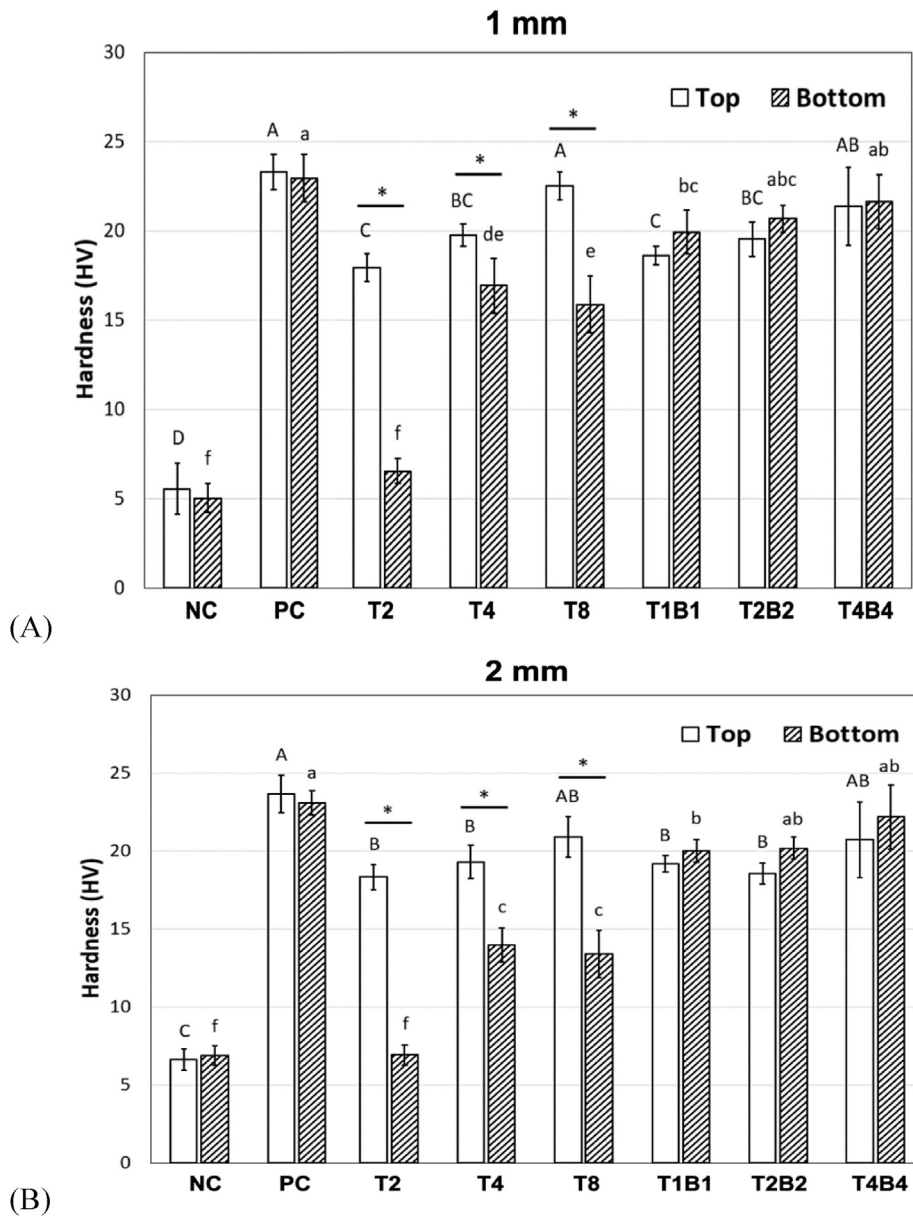 1 mm
30
Top Bottom
25
20
15
10
5
0
Hardness (HV)
A a * * * A AB ab
C BC de e C bc BC abc
D f f
NC PC T2 T4 T8 T1B1 T2B2 T4B4
(A)
2 mm
30
Top Bottom
25
20
15
10
5
0
Hardness (HV)
A a * * * AB AB ab
B B c c B b B ab
C f f
NC PC T2 T4 T8 T1B1 T2B2 T4B4
(B)